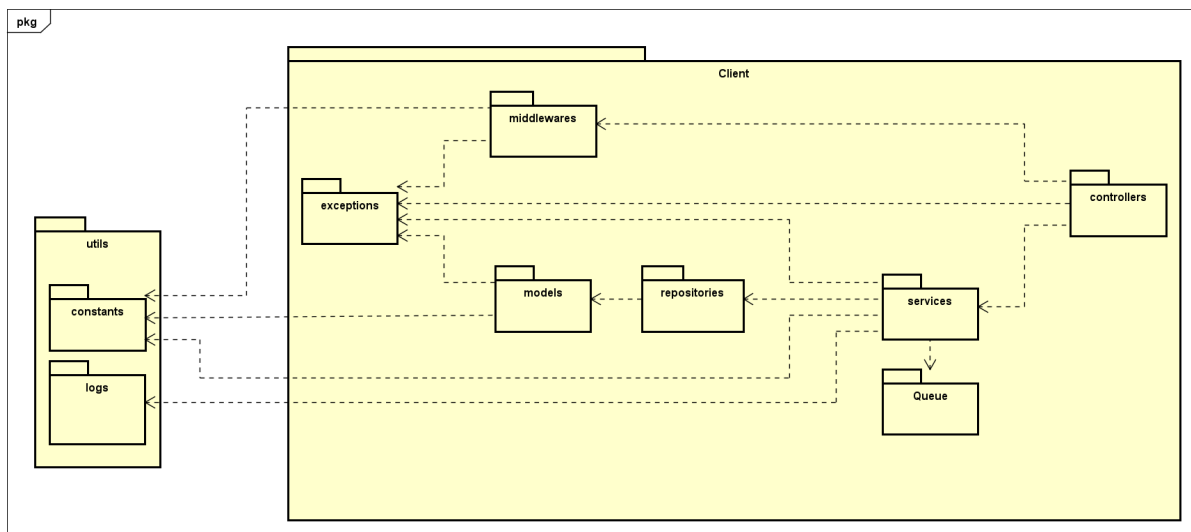 pkg
Client
middlewares
exceptions
controllers
utils
constants
models
repositories
services
logs
Queue